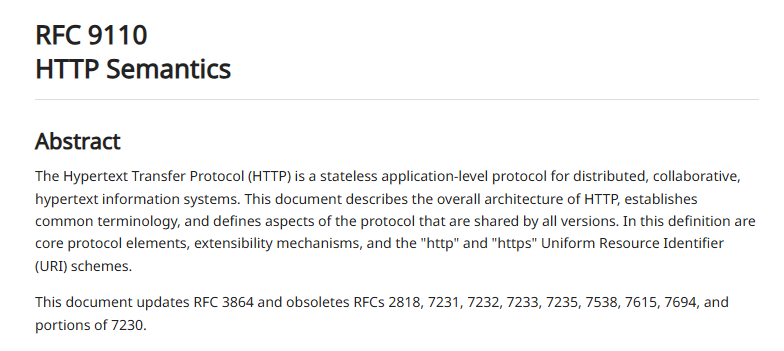 RFC 9110
HTTP Semantics
Abstract
The Hypertext Transfer Protocol (HTTP) is a stateless application-level protocol for distributed, collaborative,
hypertext information systems. This document describes the overall architecture of HTTP, establishes
common terminology, and defines aspects of the protocol that are shared by all versions. In this definition are
core protocol elements, extensibility mechanisms, and the "http" and "https" Uniform Resource Identifier
(URI) schemes.
This document updates RFC 3864 and obsoletes RFCs 2818, 7231, 7232, 7233, 7235, 7538, 7615, 7694, and
portions of 7230.